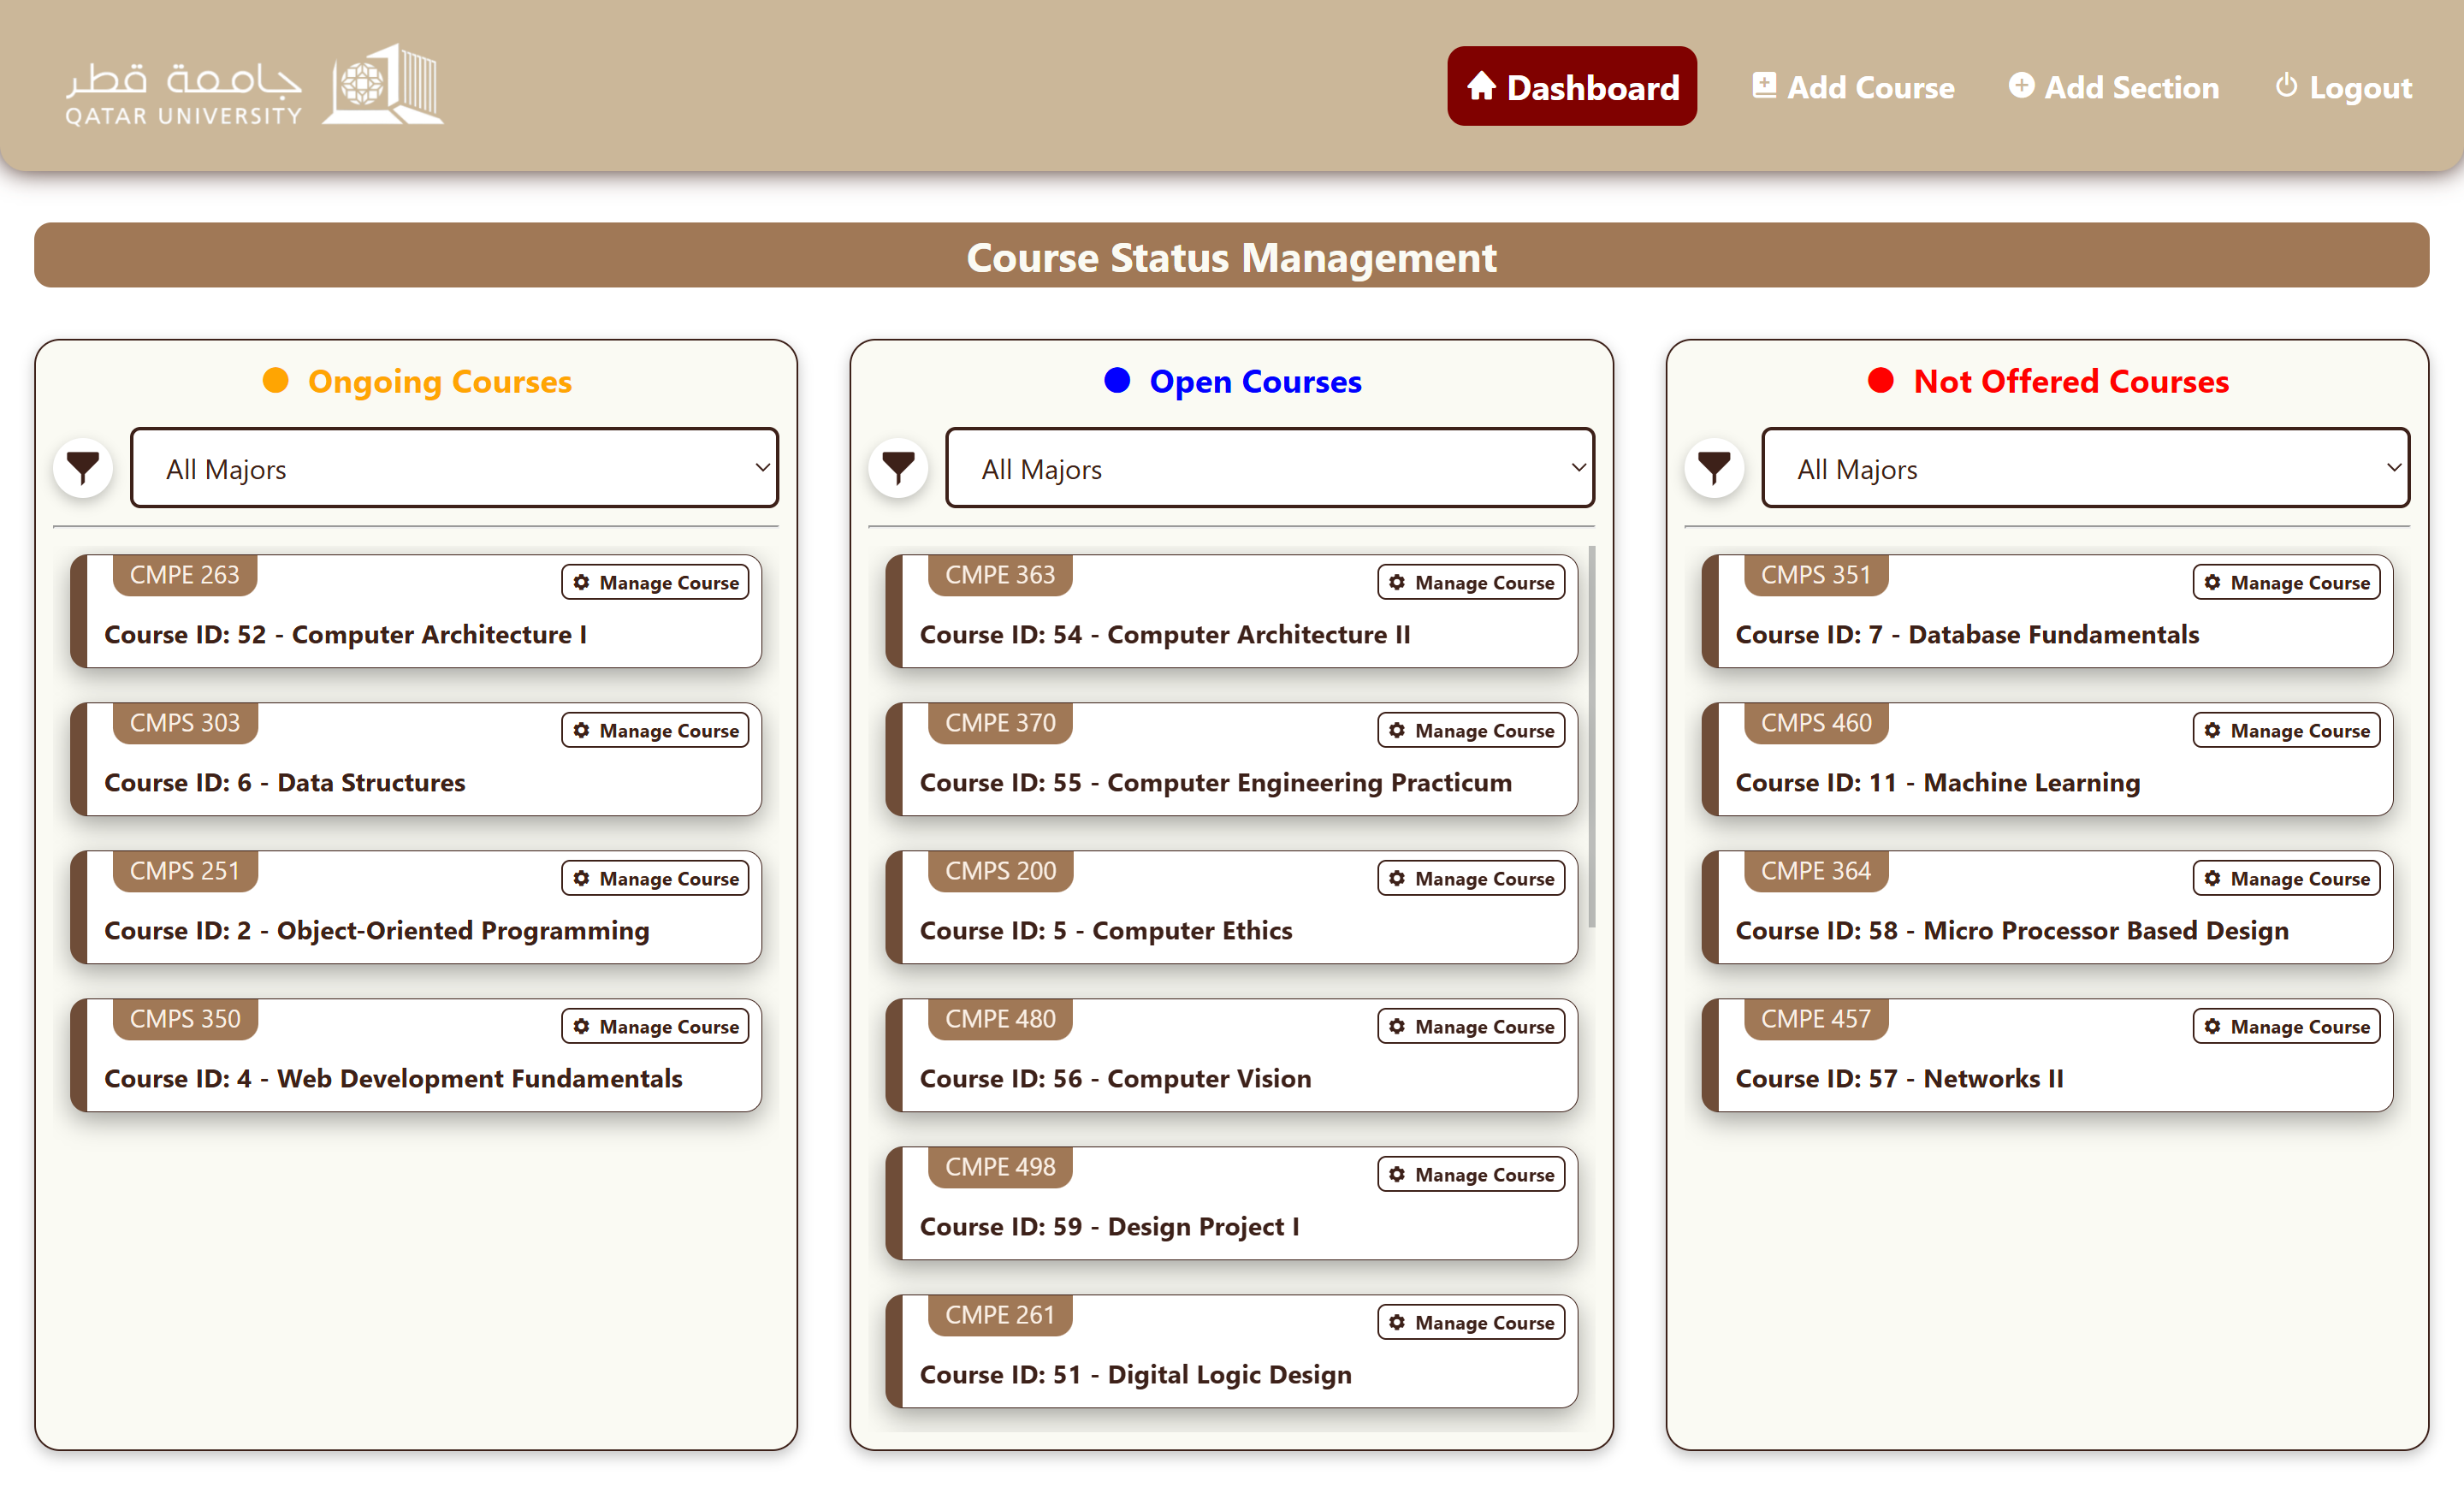 جامعة قطر
QATAR UNIVERSITY
Dashboard
Add Course
Add Section
Logout
Course Status Management
Ongoing Courses
All Majors
CMPE 263
Manage Course
Course ID: 52 - Computer Architecture I
CMPS 303
Manage Course
Course ID: 6 - Data Structures
CMPS 251
Manage Course
Course ID: 2 - Object-Oriented Programming
CMPS 350
Manage Course
Course ID: 4 - Web Development Fundamentals
Open Courses
All Majors
CMPE 363
Manage Course
Course ID: 54 - Computer Architecture II
CMPE 370
Manage Course
Course ID: 55 - Computer Engineering Practicum
CMPS 200
Manage Course
Course ID: 5 - Computer Ethics
CMPE 480
Manage Course
Course ID: 56 - Computer Vision
CMPE 498
Manage Course
Course ID: 59 - Design Project I
CMPE 261
Manage Course
Course ID: 51 - Digital Logic Design
Not Offered Courses
All Majors
CMPS 351
Manage Course
Course ID: 7 - Database Fundamentals
CMPS 460
Manage Course
Course ID: 11 - Machine Learning
CMPE 364
Manage Course
Course ID: 58 - Micro Processor Based Design
CMPE 457
Manage Course
Course ID: 57 - Networks II